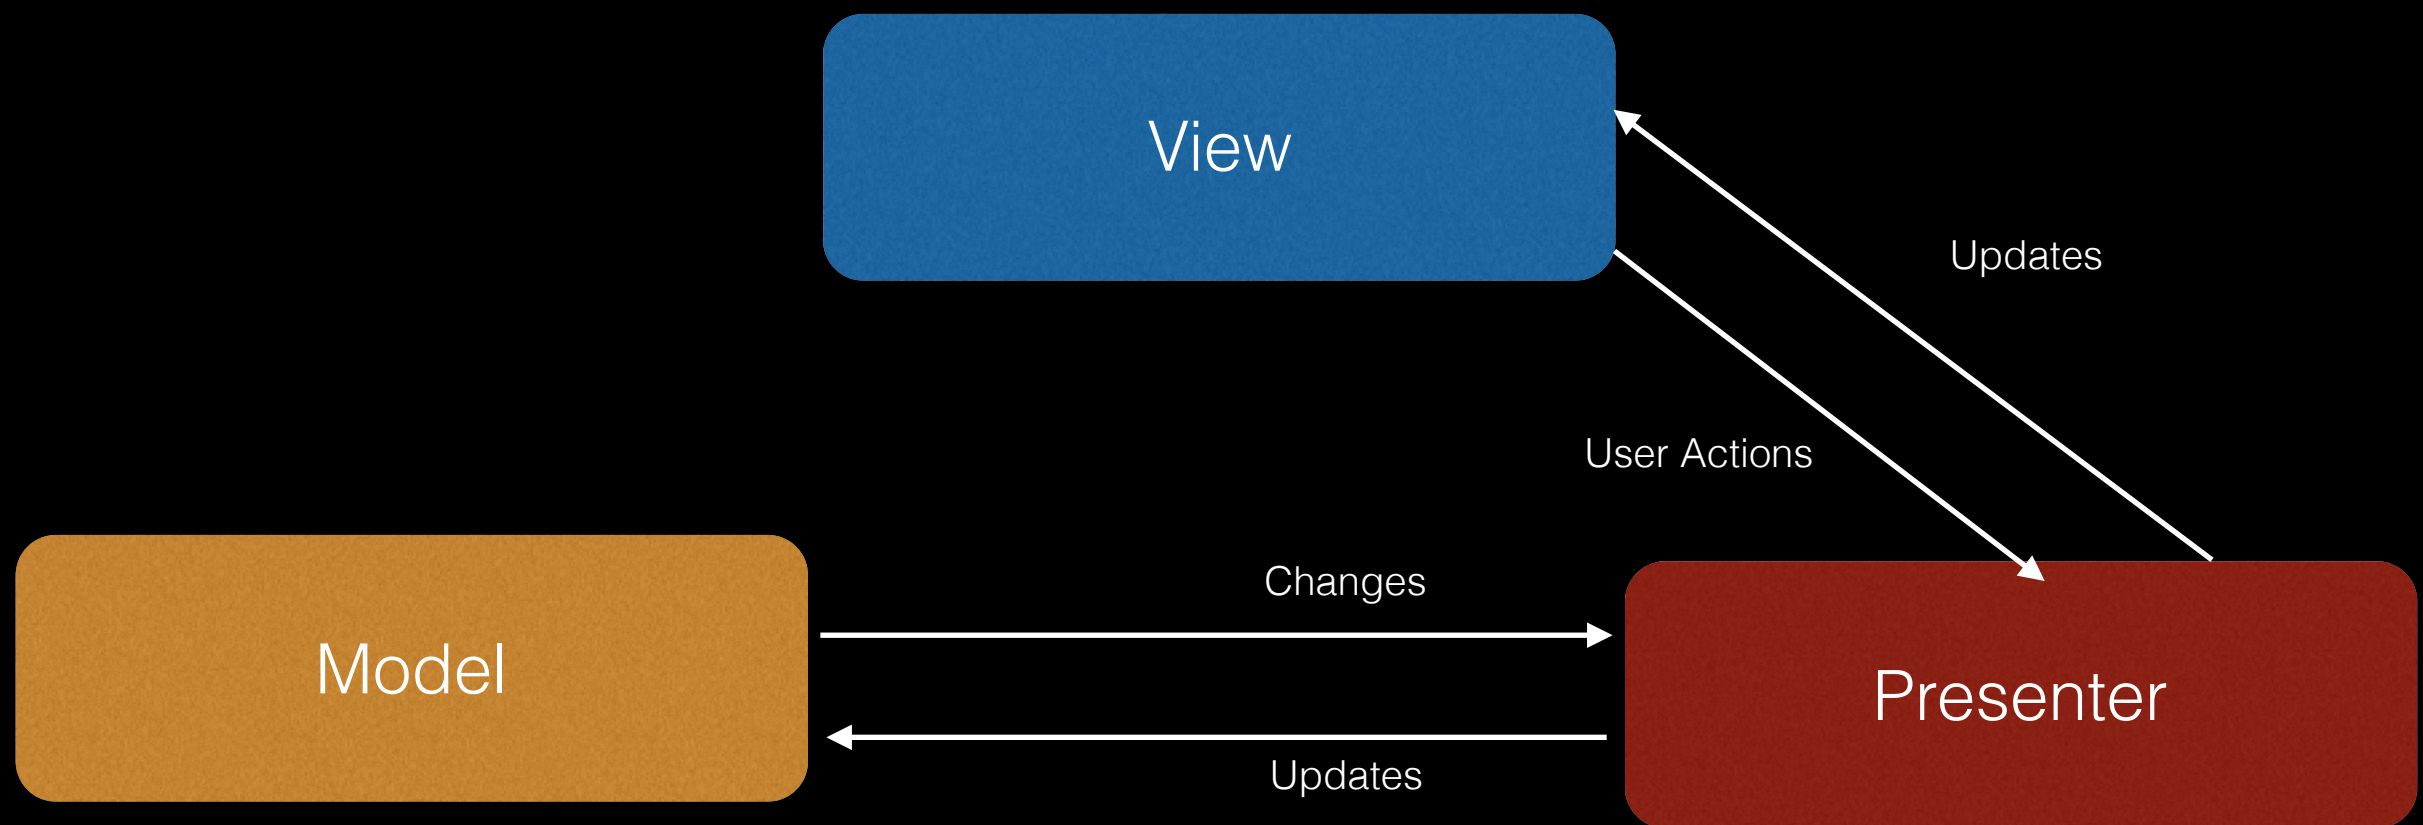 View
Updates
User Actions
Changes
Model
Presenter
Updates